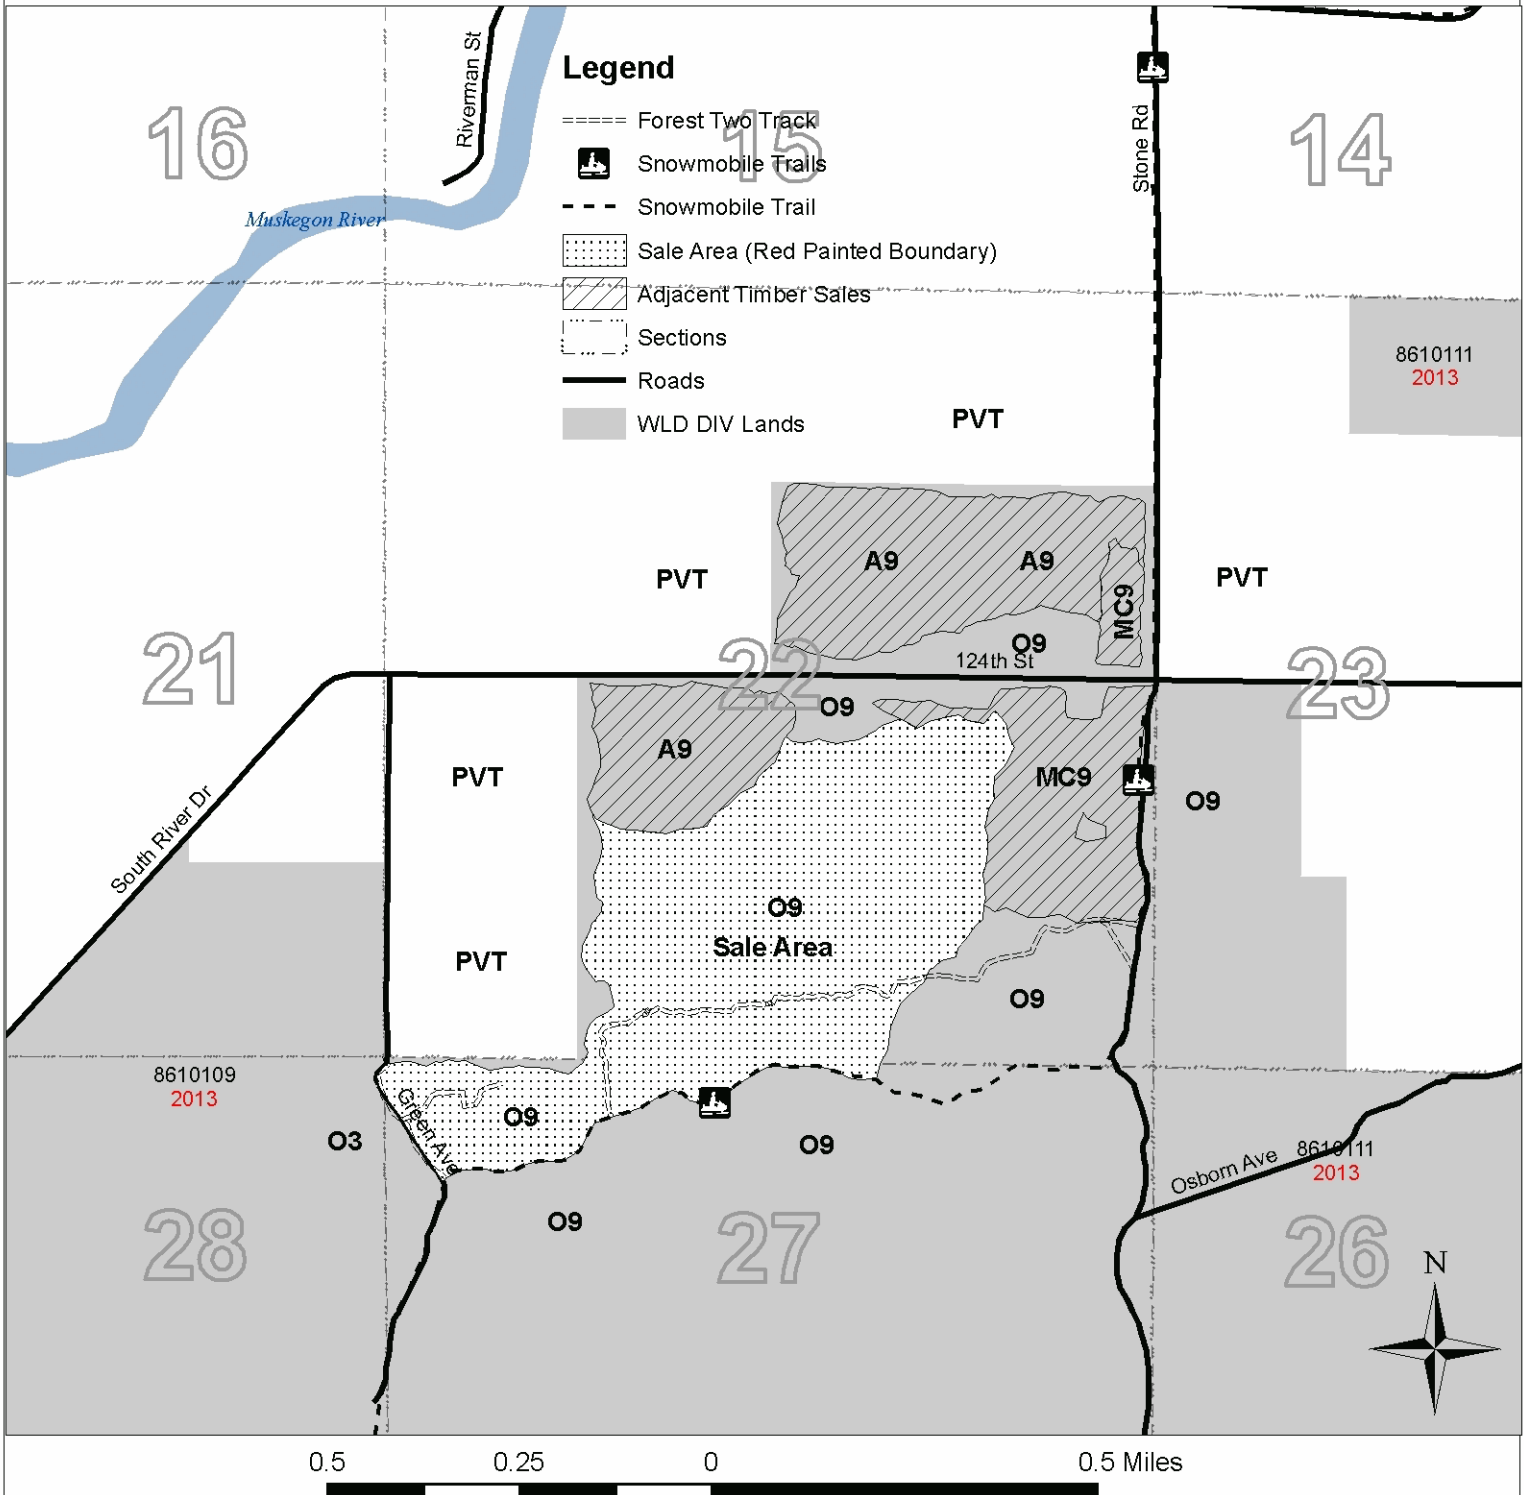 Riverman St
Legend
Forest Two Track
Snowmobile Trails
Snowmobile Trail
Sale Area (Red Painted Boundary)
Adjacent Timber Sales
Sections
Roads
WLD DIV Lands
16
15
14
Stone Rd
Muskegon River
8610111
2013
PVT
PVT
A9
A9
MC9
PVT
O9
124th St
21
22
23
O9
A9
MC9
PVT
O9
South River Dr
O9
Sale Area
PVT
O9
8610109
2013
Green Ave
O9
O3
O9
8610111
2013
Osborn Ave
O9
28
27
26
N
0.5
0.25
0
0.5 Miles